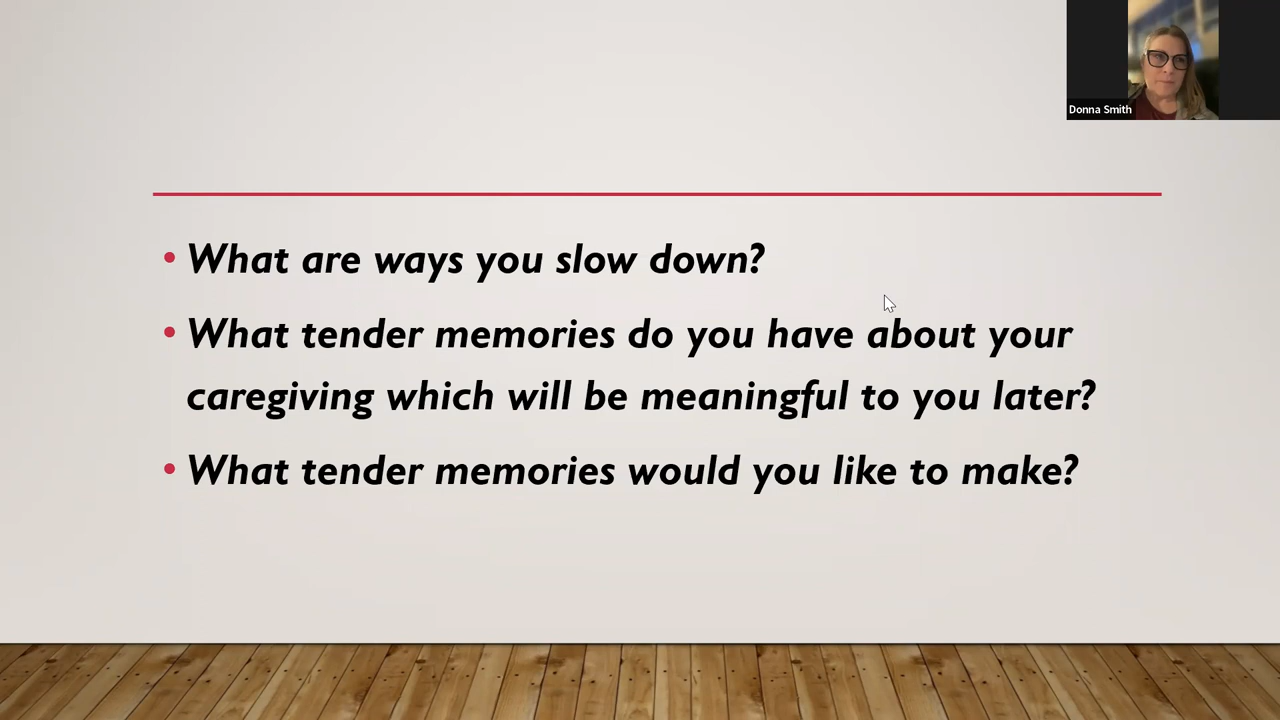 Donna Smith
• What are ways you slow down?
• What tender memories do you have about your
caregiving which will be meaningful to you later?
• What tender memories would you like to make?